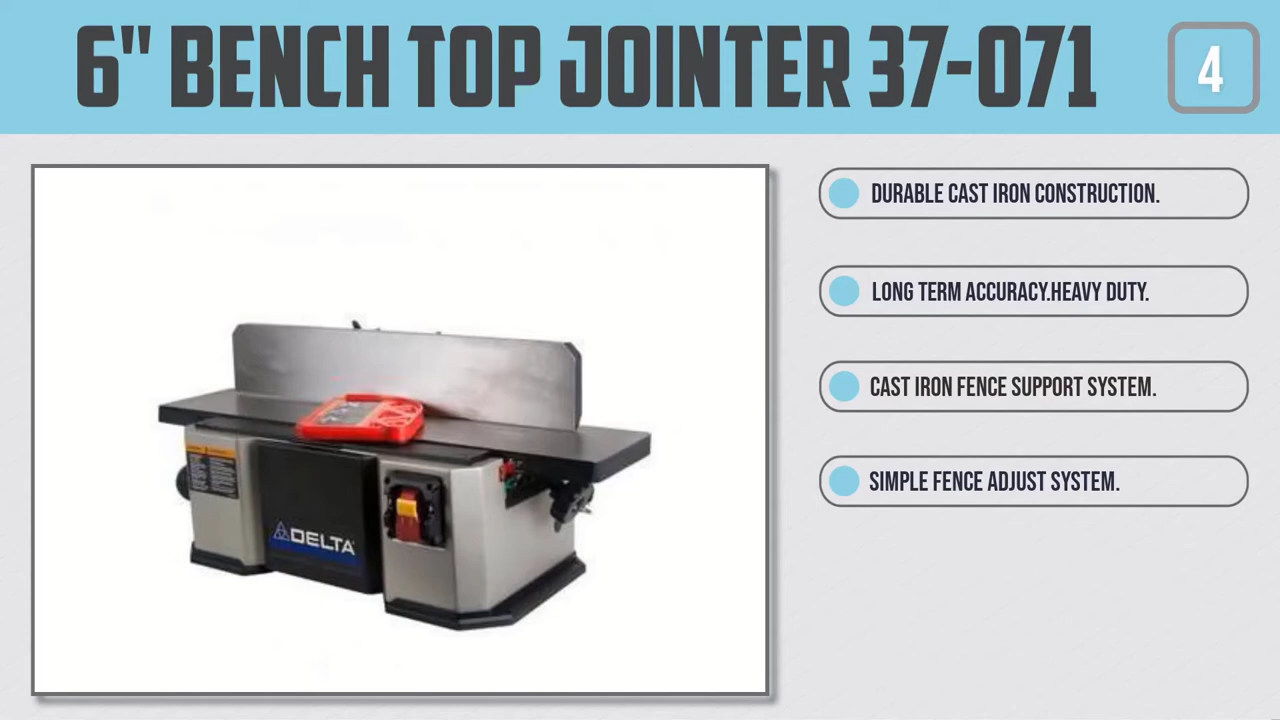 6" BENCH TOP JOINTER 37-071
4
DURABLE CAST IRON CONSTRUCTION.
LONG TERM ACCURACY.HEAVY DUTY.
CAST IRON FENCE SUPPORT SYSTEM.
SIMPLE FENCE ADJUST SYSTEM.
DELTA